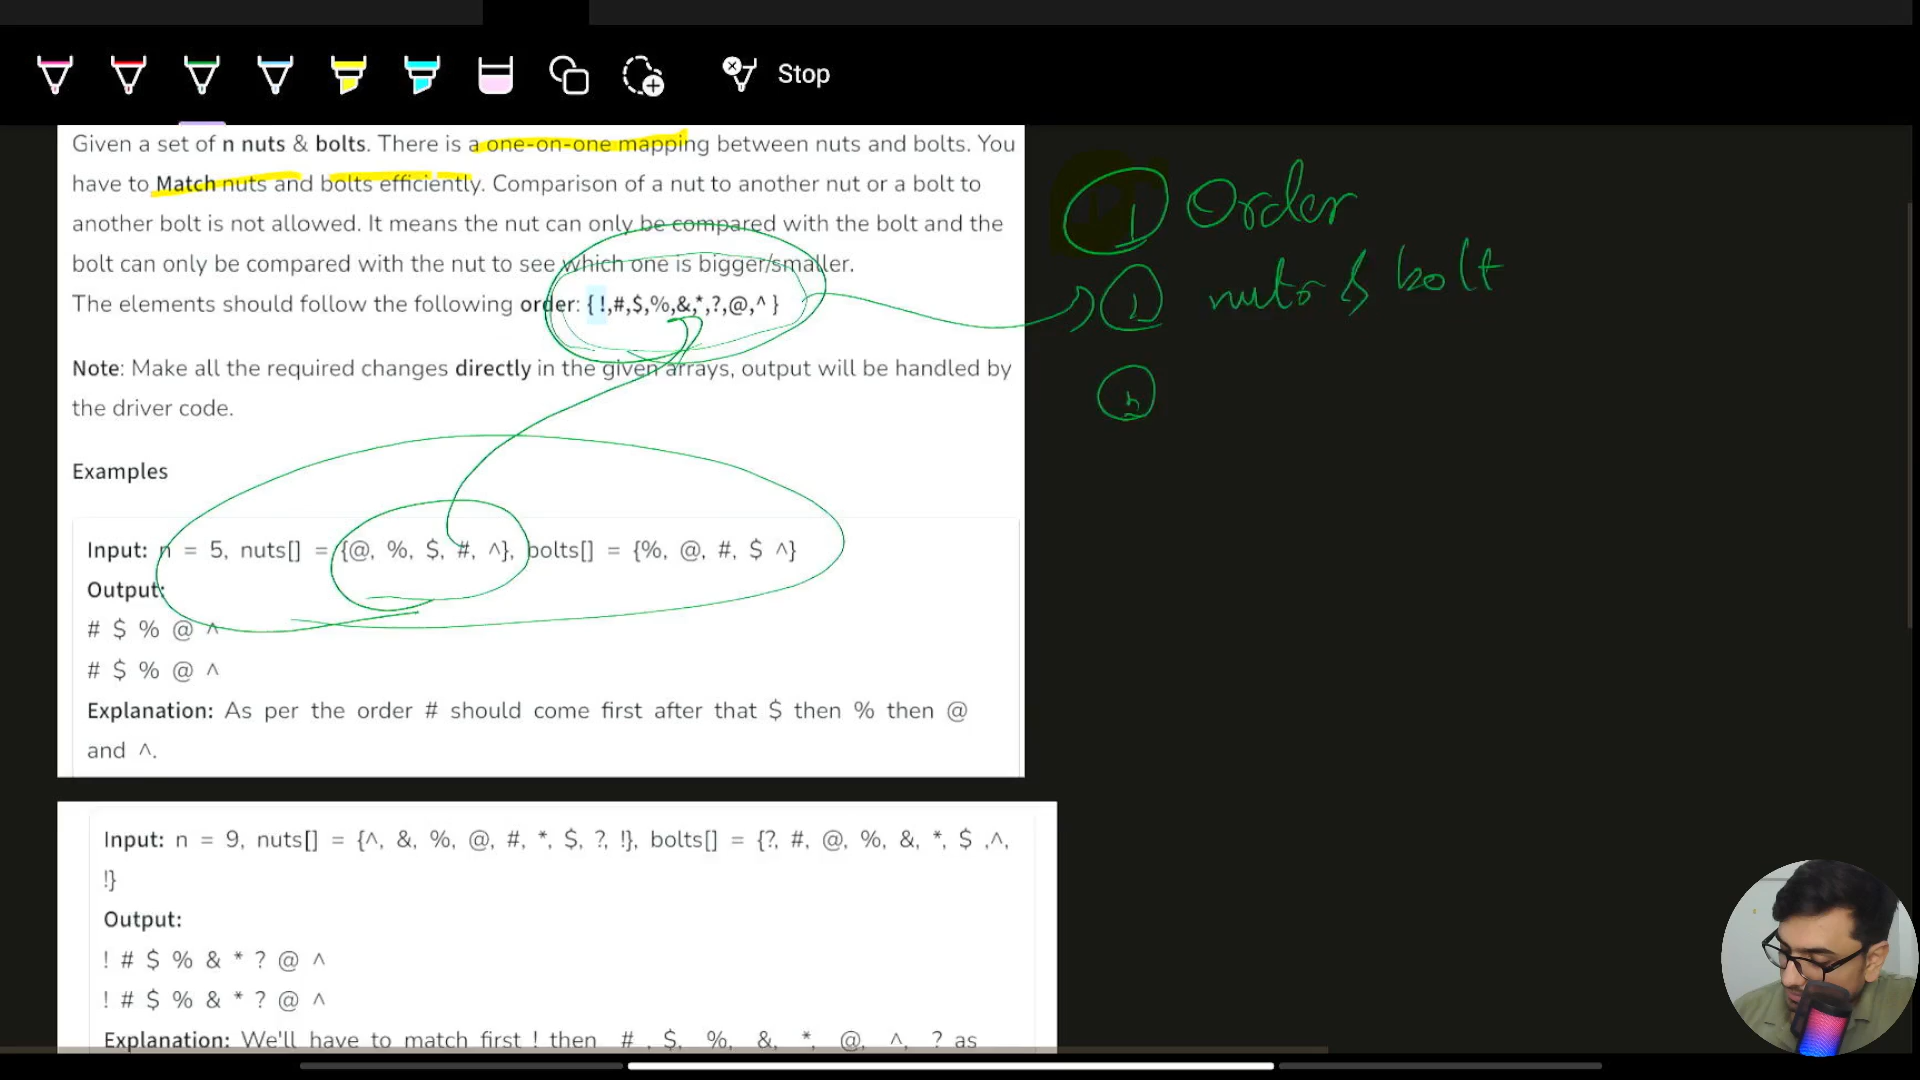 Stop
Given a set of n nuts & bolts. There is a one-on-one mapping between nuts and bolts. You
have to Match nuts and bolts efficiently. Comparison of a nut to another nut or a bolt to
another bolt is not allowed. It means the nut can only be compared with the bolt and the
bolt can only be compared with the nut to see which one is bigger/smaller.
The elements should follow the following order: { !,#,$,%,&,*,?,@,^ }
Note: Make all the required changes directly in the given arrays, output will be handled by
the driver code.
Examples
Input: n = 5, nuts[] = {@, %, $, #, ^}, bolts[] = {%, @, #, $ ^}
Output:
# $ % @ ^
# $ % @ ^
Explanation: As per the order # should come first after that $ then % then @
and ^.
Input: n = 9, nuts[] = {^, &, %, @, #, *, $, ?, !}, bolts[] = {?, #, @, %, &, *, $ ,^,
!}
Output:
! # $ % & * ? @ ^
! # $ % & * ? @ ^
Explanation: We'll have to match first ! then # , $, %, &, *, @, ^, ? as
1 Order
nuts & bolt